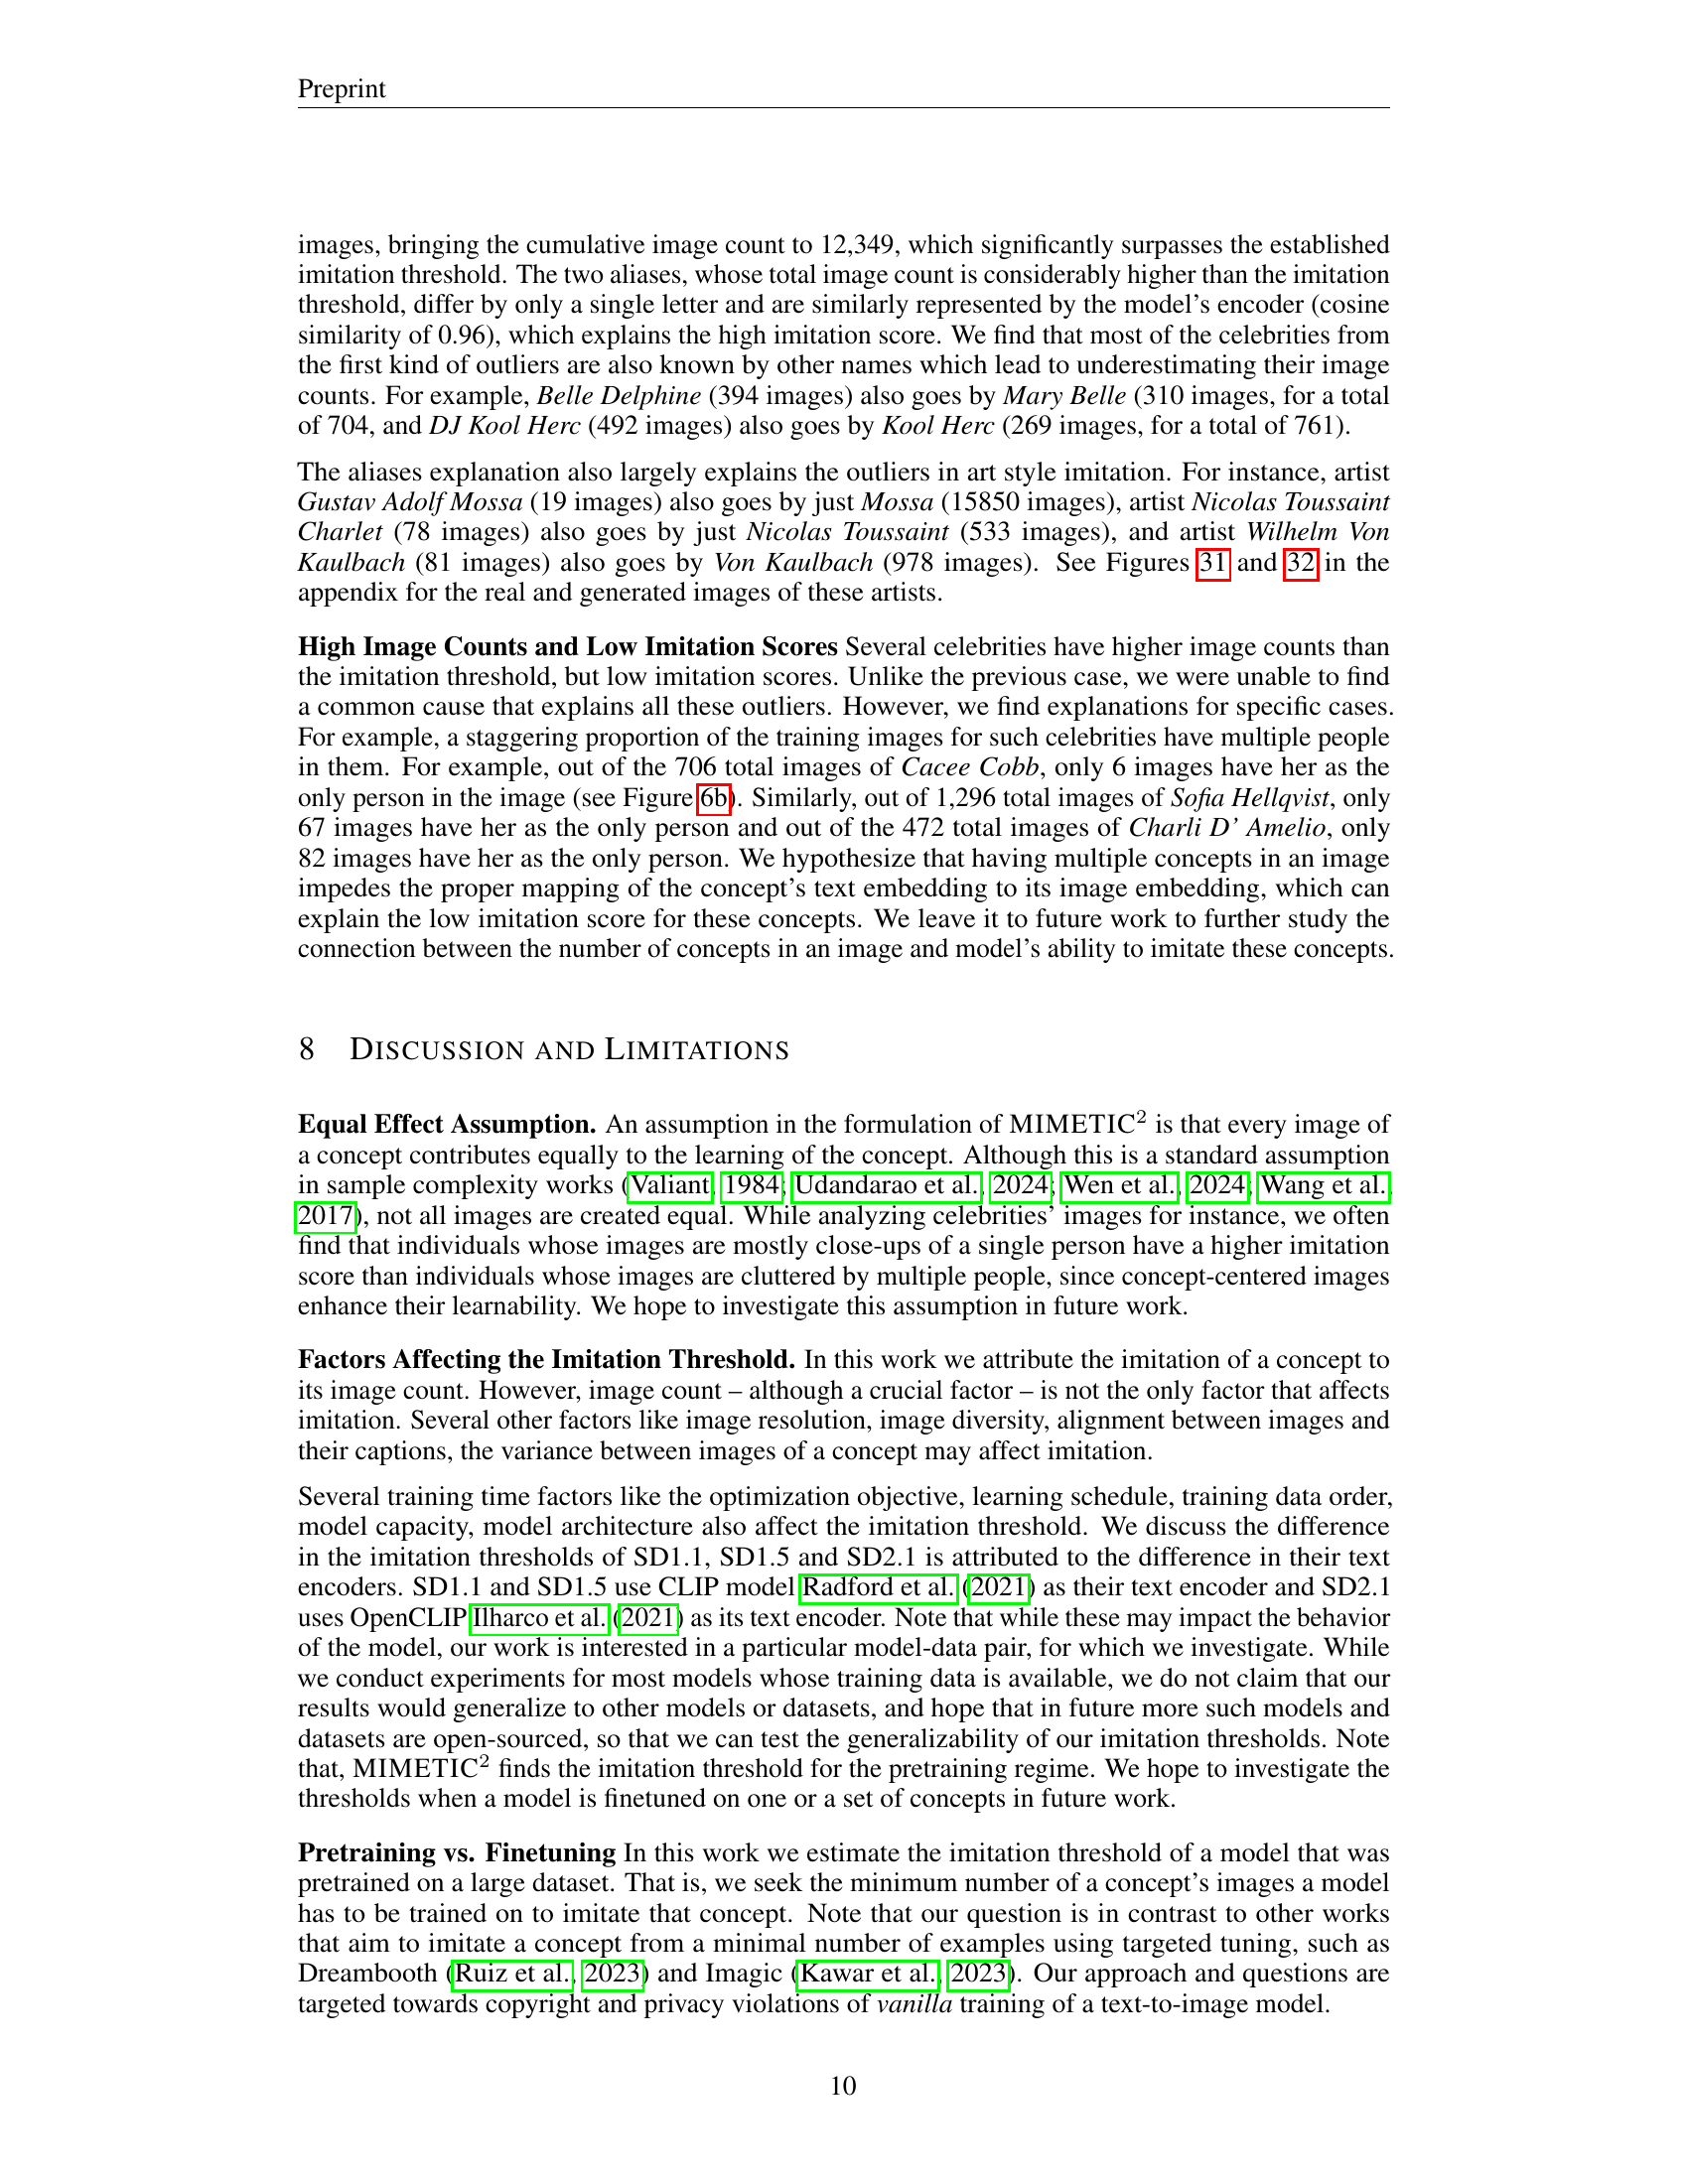 Preprint
images, bringing the cumulative image count to 12,349, which significantly surpasses the established
imitation threshold. The two aliases, whose total image count is considerably higher than the imitation
threshold, differ by only a single letter and are similarly represented by the model's encoder (cosine
similarity of 0.96), which explains the high imitation score. We find that most of the celebrities from
the first kind of outliers are also known by other names which lead to underestimating their image
counts. For example, Belle Delphine (394 images) also goes by Mary Belle (310 images, for a total
of 704, and DJ Kool Herc (492 images) also goes by Kool Herc (269 images, for a total of 761).
The aliases explanation also largely explains the outliers in art style imitation. For instance, artist
Gustav Adolf Mossa (19 images) also goes by just Mossa (15850 images), artist Nicolas Toussaint
Charlet (78 images) also goes by just Nicolas Toussaint (533 images), and artist Wilhelm Von
Kaulbach (81 images) also goes by Von Kaulbach (978 images). See Figures 31 and 32 in the
appendix for the real and generated images of these artists.
High Image Counts and Low Imitation Scores Several celebrities have higher image counts than
the imitation threshold, but low imitation scores. Unlike the previous case, we were unable to find
a common cause that explains all these outliers. However, we find explanations for specific cases.
For example, a staggering proportion of the training images for such celebrities have multiple people
in them. For example, out of the 706 total images of Cacee Cobb, only 6 images have her as the
only person in the image (see Figure 6b). Similarly, out of 1,296 total images of Sofia Hellqvist, only
67 images have her as the only person and out of the 472 total images of Charli D' Amelio, only
82 images have her as the only person. We hypothesize that having multiple concepts in an image
impedes the proper mapping of the concept's text embedding to its image embedding, which can
explain the low imitation score for these concepts. We leave it to future work to further study the
connection between the number of concepts in an image and model's ability to imitate these concepts.
8 DISCUSSION AND LIMITATIONS
Equal Effect Assumption. An assumption in the formulation of MIMETIC² is that every image of
a concept contributes equally to the learning of the concept. Although this is a standard assumption
in sample complexity works (Valiant, 1984; Udandarao et al., 2024; Wen et al., 2024; Wang et al.,
2017), not all images are created equal. While analyzing celebrities' images for instance, we often
find that individuals whose images are mostly close-ups of a single person have a higher imitation
score than individuals whose images are cluttered by multiple people, since concept-centered images
enhance their learnability. We hope to investigate this assumption in future work.
Factors Affecting the Imitation Threshold. In this work we attribute the imitation of a concept to
its image count. However, image count – although a crucial factor – is not the only factor that affects
imitation. Several other factors like image resolution, image diversity, alignment between images and
their captions, the variance between images of a concept may affect imitation.
Several training time factors like the optimization objective, learning schedule, training data order,
model capacity, model architecture also affect the imitation threshold. We discuss the difference
in the imitation thresholds of SD1.1, SD1.5 and SD2.1 is attributed to the difference in their text
encoders. SD1.1 and SD1.5 use CLIP model Radford et al. (2021) as their text encoder and SD2.1
uses OpenCLIP Ilharco et al. (2021) as its text encoder. Note that while these may impact the behavior
of the model, our work is interested in a particular model-data pair, for which we investigate. While
we conduct experiments for most models whose training data is available, we do not claim that our
results would generalize to other models or datasets, and hope that in future more such models and
datasets are open-sourced, so that we can test the generalizability of our imitation thresholds. Note
that, MIMETIC² finds the imitation threshold for the pretraining regime. We hope to investigate the
thresholds when a model is finetuned on one or a set of concepts in future work.
Pretraining vs. Finetuning In this work we estimate the imitation threshold of a model that was
pretrained on a large dataset. That is, we seek the minimum number of a concept's images a model
has to be trained on to imitate that concept. Note that our question is in contrast to other works
that aim to imitate a concept from a minimal number of examples using targeted tuning, such as
Dreambooth (Ruiz et al., 2023) and Imagic (Kawar et al., 2023). Our approach and questions are
targeted towards copyright and privacy violations of vanilla training of a text-to-image model.
10